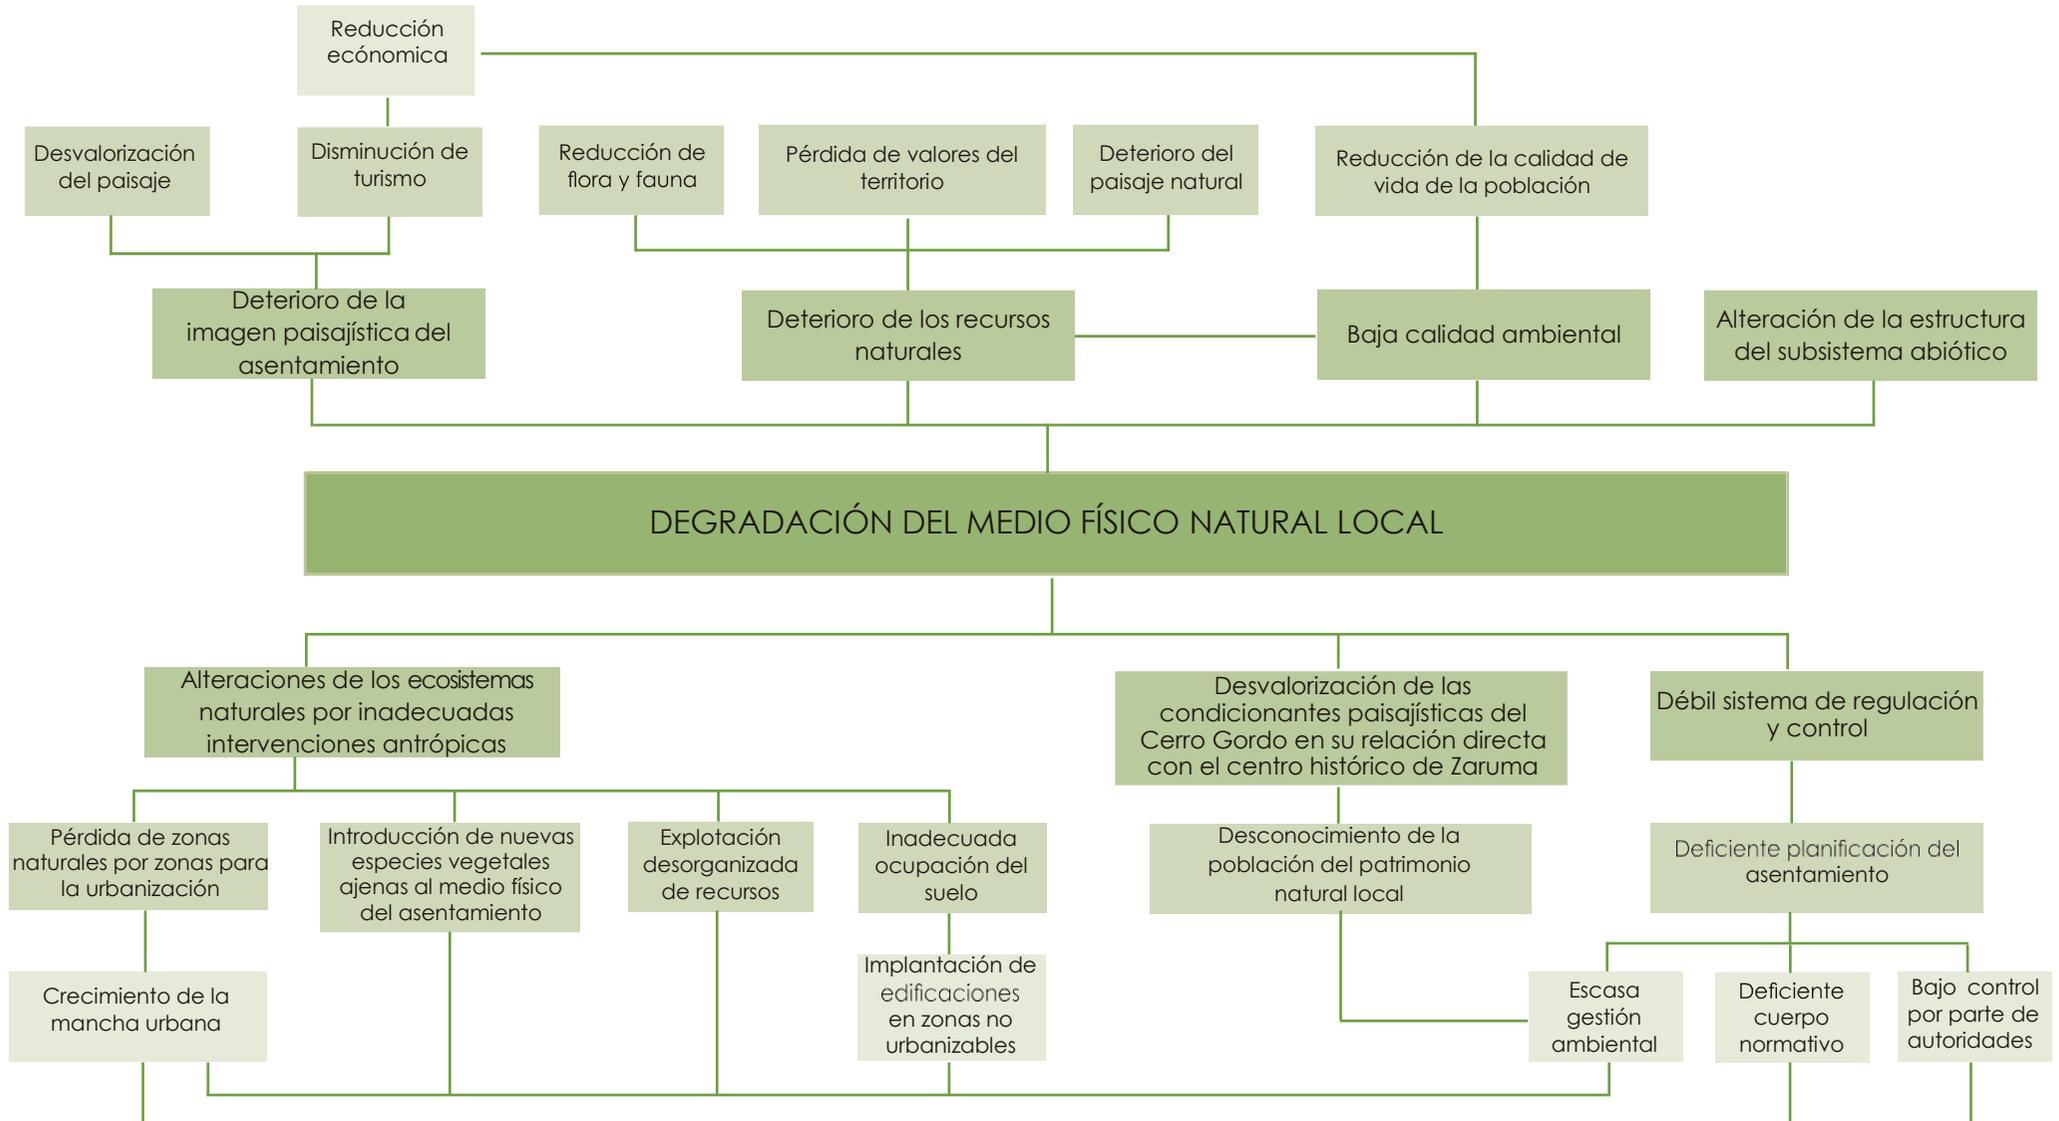 Reducción
ecónomica
Desvalorización
del paisaje
Disminución de
turismo
Reducción de
flora y fauna
Pérdida de valores del
territorio
Deterioro del
paisaje natural
Reducción de la calidad de
vida de la población
Deterioro de la
imagen paisajística del
asentamiento
Deterioro de los recursos
naturales
Baja calidad ambiental
Alteración de la estructura
del subsistema abiótico
DEGRADACIÓN DEL MEDIO FÍSICO NATURAL LOCAL
Alteraciones de los ecosistemas
naturales por inadecuadas
intervenciones antrópicas
Desvalorización de las
condicionantes paisajísticas del
Cerro Gordo en su relación directa
con el centro histórico de Zaruma
Débil sistema de regulación
y control
Pérdida de zonas
naturales por zonas para
la urbanización
Introducción de nuevas
especies vegetales
ajenas al medio físico
del asentamiento
Explotación
desorganizada
de recursos
Inadecuada
ocupación del
suelo
Desconocimiento de la
población del patrimonio
natural local
Deficiente planificación del
asentamiento
Crecimiento de la
mancha urbana
Implantación de
edificaciones
en zonas no
urbanizables
Escasa
gestión
ambiental
Deficiente
cuerpo
normativo
Bajo control
por parte de
autoridades